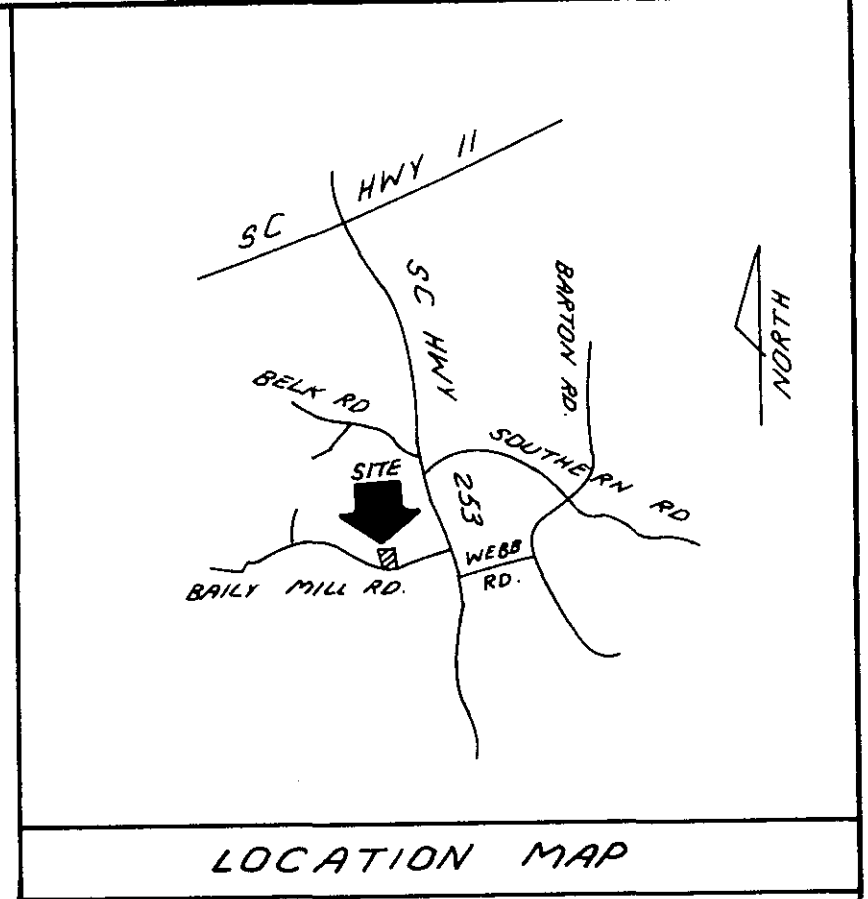 SC HWY 11
SC HWY 253
BARTON RD.
NORTH
BELK RD
SOUTHERN RD
SITE
WEBB
RD.
BAILY MILL RD.
LOCATION MAP